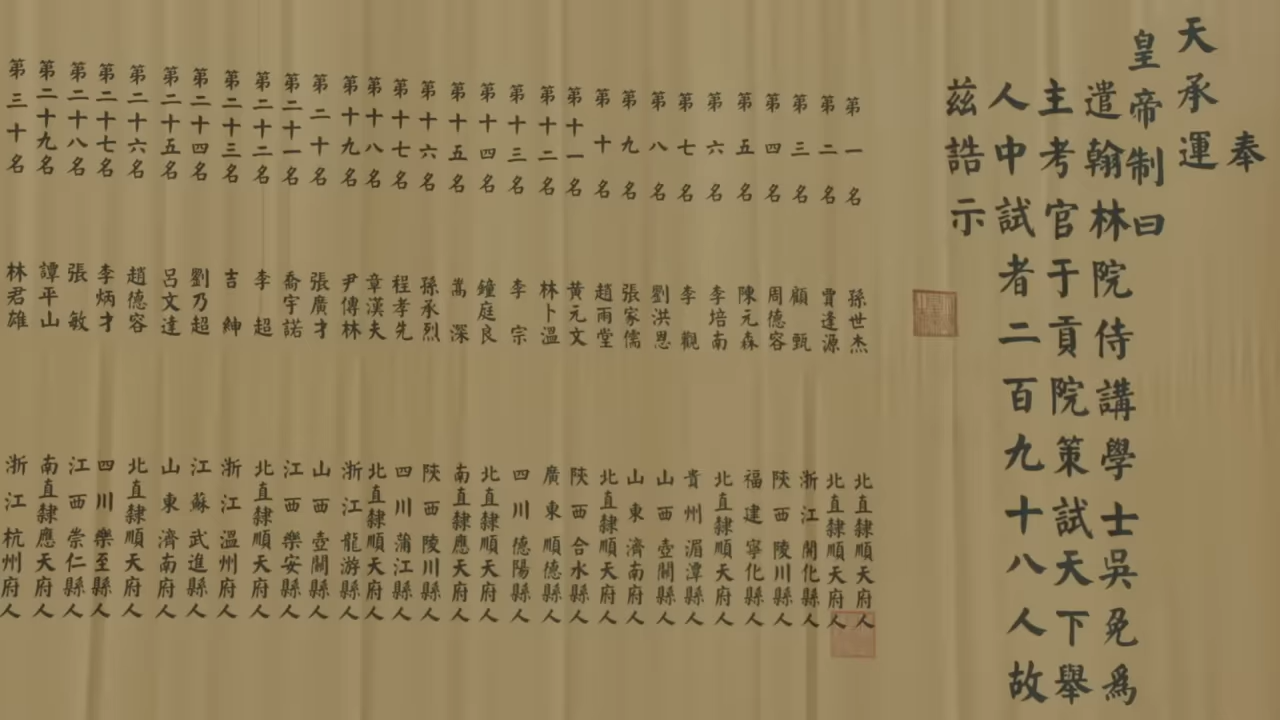 奉
天承運
皇帝制曰
遣翰林院侍講學士吳免為
主考官于貢院策試天下舉
人中試者二百九十八人故
茲誥示
第一名 孫世杰 北直隸順天府人
第二名 賈逢源 北直隸順天府人
第三名 顧甄 浙江開化縣人
第四名 周德容 陝西陵川縣人
第五名 陳元森 福建寧化縣人
第六名 李培南 北直隸順天府人
第七名 李觀 貴州湄潭縣人
第八名 劉洪恩 山西壺關縣人
第九名 張家儒 山東濟南府人
第十名 趙雨堂 北直隸順天府人
第十一名 黃元文 陝西合水縣人
第十二名 林卜溫 廣東順德縣人
第十三名 李宗 四川德陽縣人
第十四名 鐘庭良 北直隸順天府人
第十五名 嵩深 南直隸應天府人
第十六名 孫承烈 陝西陵川縣人
第十七名 程孝先 四川蒲江縣人
第十八名 章漢夫 北直隸順天府人
第十九名 尹傳林 浙江龍游縣人
第二十名 張廣才 山西壺關縣人
第二十一名 喬宇諾 江西樂安縣人
第二十二名 李超 北直隸順天府人
第二十三名 吉紳 浙江溫州府人
第二十四名 劉乃超 江蘇武進縣人
第二十五名 呂文達 山東濟南府人
第二十六名 趙德容 北直隸順天府人
第二十七名 李炳才 四川樂至縣人
第二十八名 張敏 江西崇仁縣人
第二十九名 譚平山 南直隸應天府人
第三十名 林君雄 浙江杭州府人